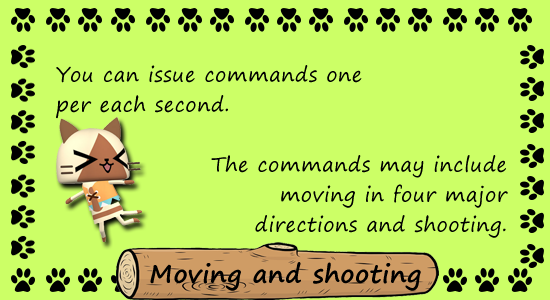 You can issue commands one
per each second.
The commands may include
moving in four major
directions and shooting.
Moving and shooting